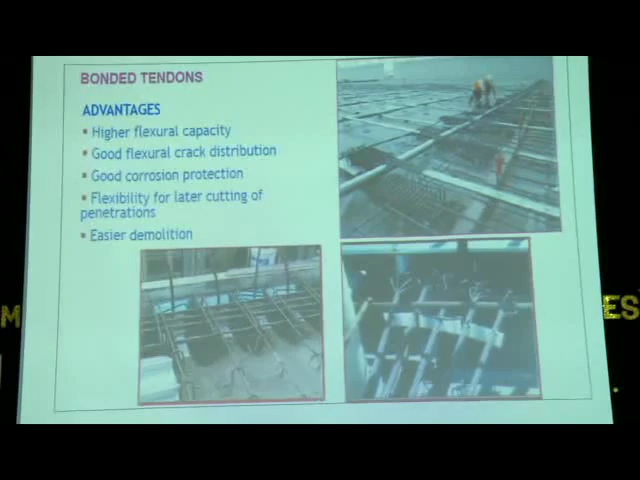 BONDED TENDONS
ADVANTAGES
▪ Higher flexural capacity
▪ Good flexural crack distribution
▪ Good corrosion protection
▪ Flexibility for later cutting of
penetrations
▪ Easier demolition
M
ES